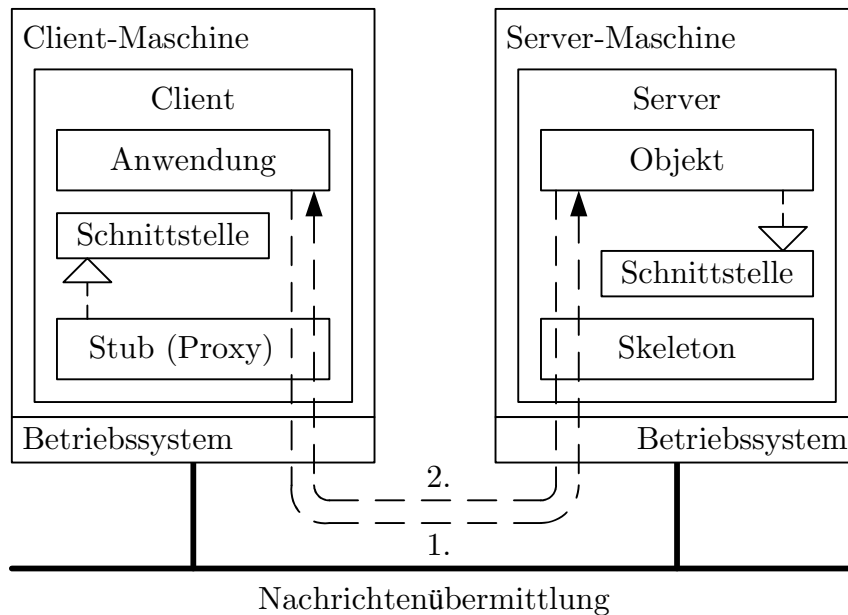 Client-Maschine
Client
Anwendung
Schnittstelle
Stub (Proxy)
Betriebssystem
Server-Maschine
Server
Objekt
Schnittstelle
Skeleton
Betriebssystem
2.
1.
Nachrichtenübermittlung